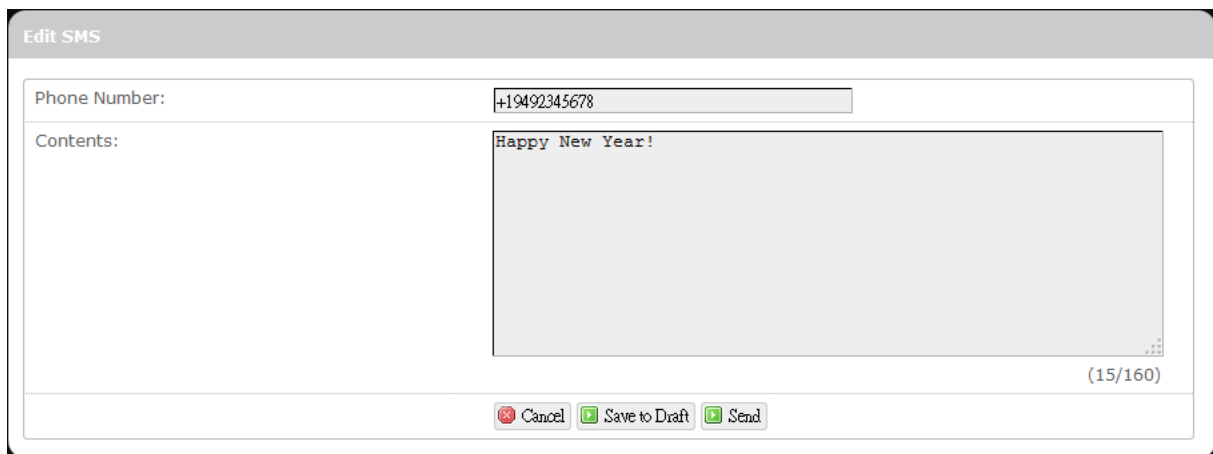 Edit SMS
Phone Number: +19492345678
Contents: Happy New Year!
(15/160)
Cancel Save to Draft Send